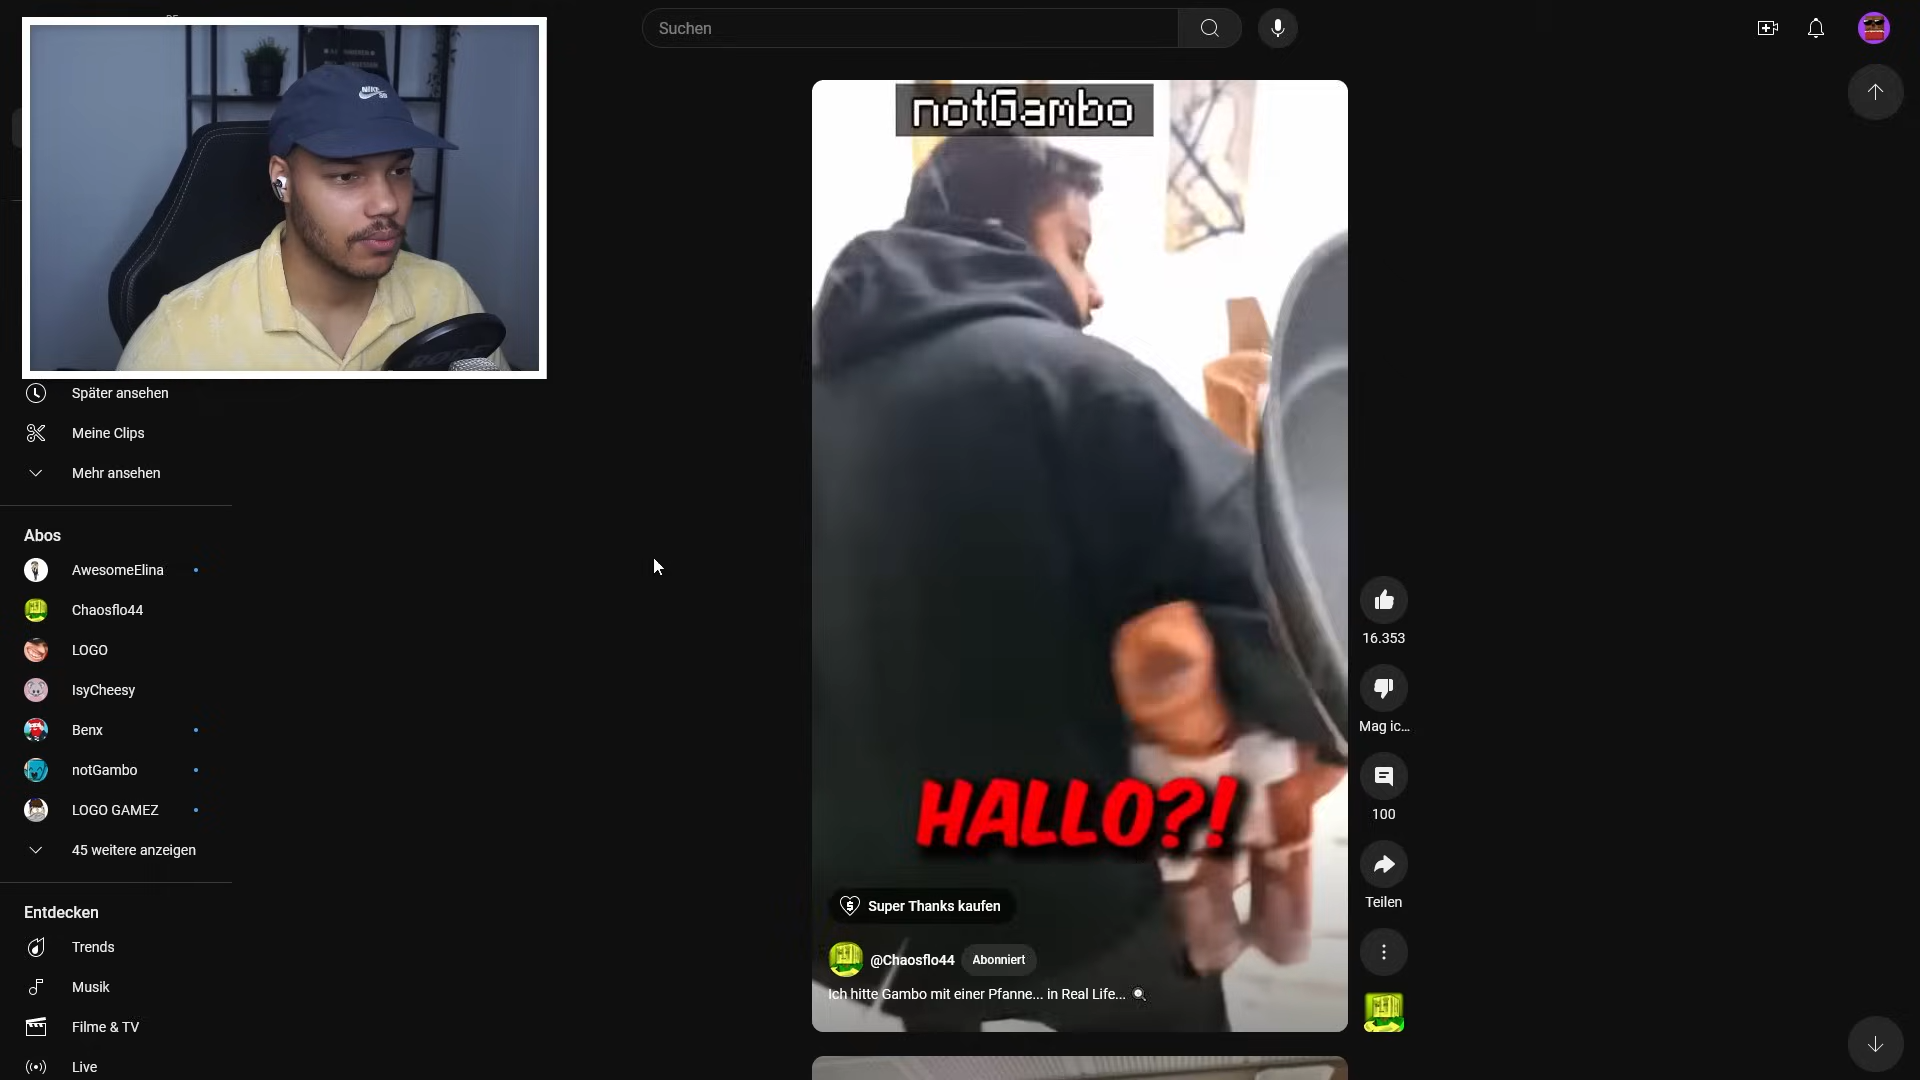 Suchen
NIKE
RODE
notGambo
HALLO?!
Später ansehen
Meine Clips
Mehr ansehen
Abos
AwesomeElina
Chaosflo44
LOGO
IsyCheesy
Benx
notGambo
LOGO GAMEZ
45 weitere anzeigen
Entdecken
Trends
Musik
Filme & TV
Live
Super Thanks kaufen
@Chaosflo44 Abonniert
Ich hitte Gambo mit einer Pfanne... in Real Life...
16.353
Mag ic...
100
Teilen